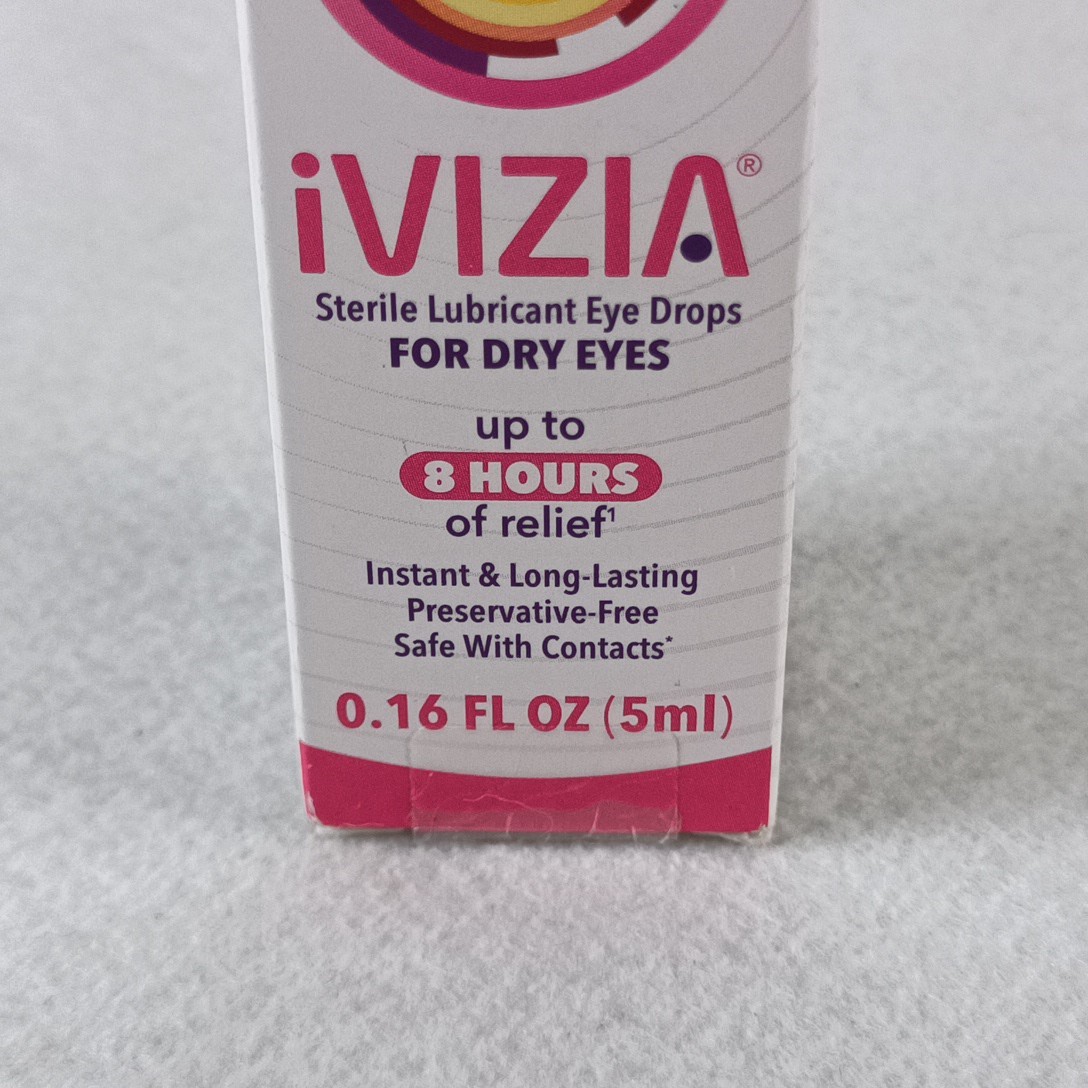 iVIZIA®
Sterile Lubricant Eye Drops
FOR DRY EYES
up to
8 HOURS
of relief¹
Instant & Long-Lasting
Preservative-Free
Safe With Contacts*
0.16 FL OZ (5ml)